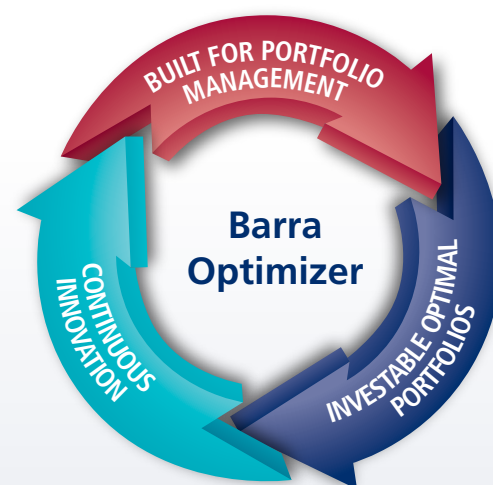 BUILT FOR PORTFOLIO
MANAGEMENT
Barra
Optimizer
INVESTABLE OPTIMAL
PORTFOLIOS
CONTINUOUS
INNOVATION